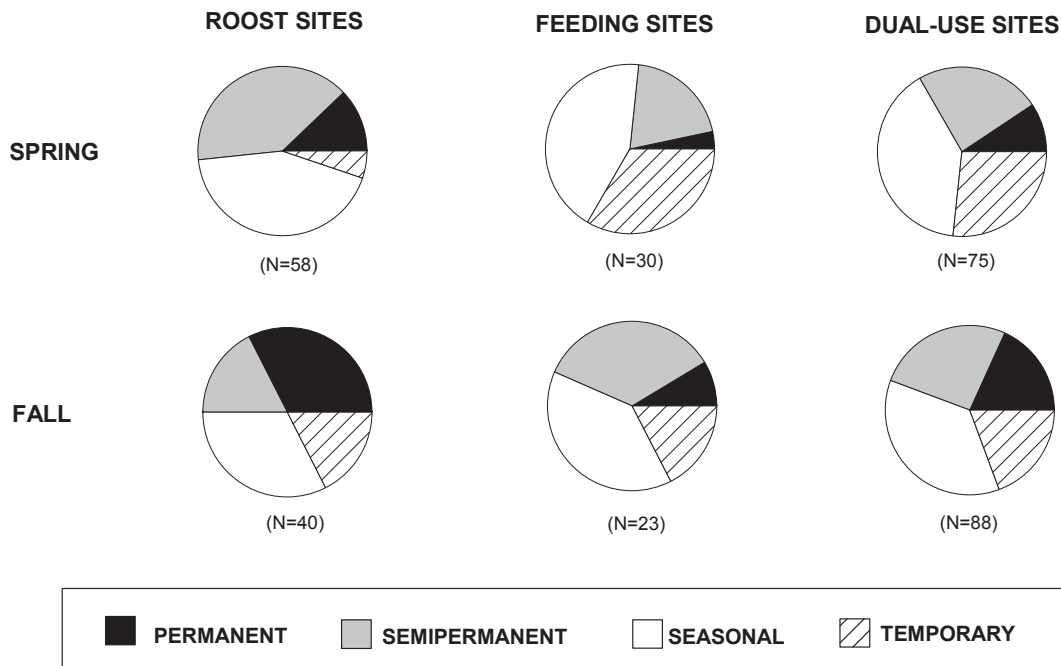 ROOST SITES FEEDING SITES DUAL-USE SITES
SPRING
(N=58) (N=30) (N=75)
FALL
(N=40) (N=23) (N=88)
PERMANENT SEMIPERMANENT SEASONAL TEMPORARY